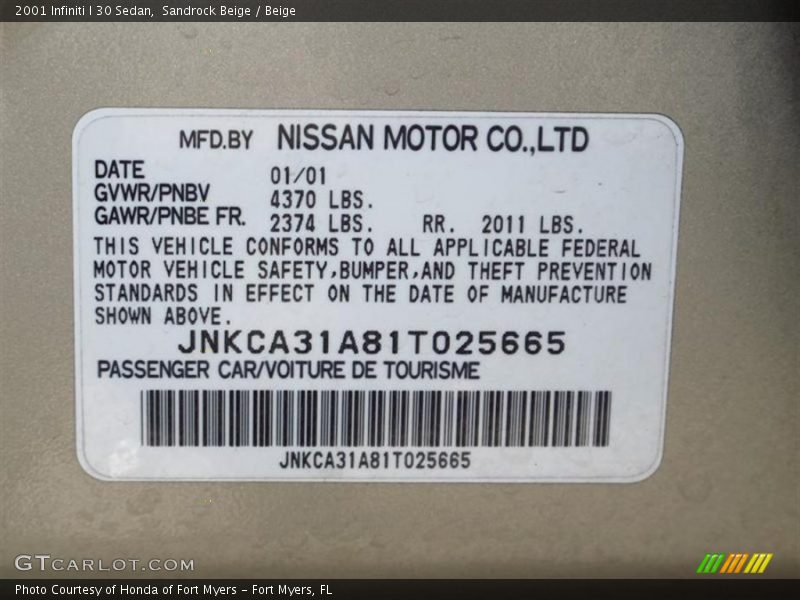 2001 Infiniti I 30 Sedan, Sandrock Beige / Beige
MFD.BY NISSAN MOTOR CO.,LTD
DATE 01/01
GVWR/PNBV 4370 LBS.
GAWR/PNBE FR. 2374 LBS. RR. 2011 LBS.
THIS VEHICLE CONFORMS TO ALL APPLICABLE FEDERAL
MOTOR VEHICLE SAFETY,BUMPER,AND THEFT PREVENTION
STANDARDS IN EFFECT ON THE DATE OF MANUFACTURE
SHOWN ABOVE.
JNKCA31A81T025665
PASSENGER CAR/VOITURE DE TOURISME
JNKCA31A81T025665
GTCARLOT.COM
Photo Courtesy of Honda of Fort Myers – Fort Myers, FL